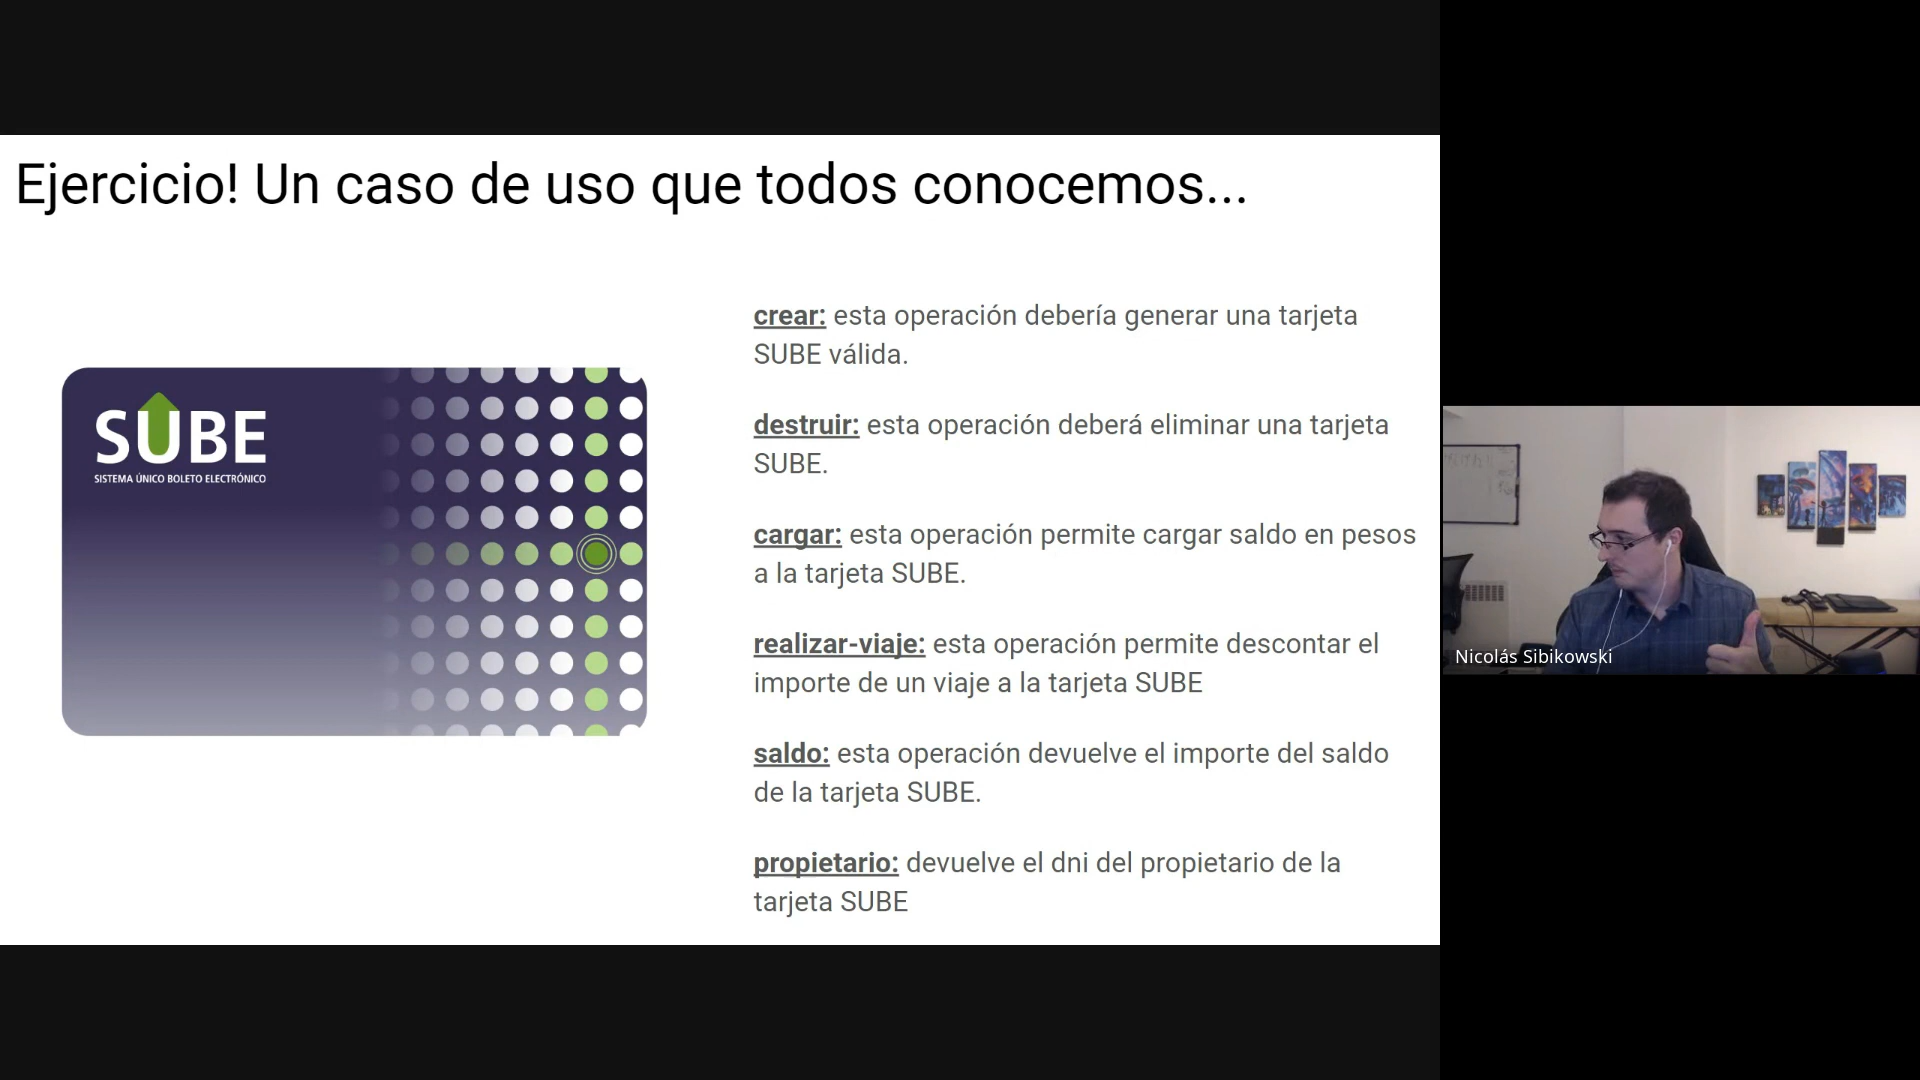 Ejercicio! Un caso de uso que todos conocemos...
SUBE
SISTEMA ÚNICO BOLETO ELECTRÓNICO
crear: esta operación debería generar una tarjeta
SUBE válida.
destruir: esta operación deberá eliminar una tarjeta
SUBE.
cargar: esta operación permite cargar saldo en pesos
a la tarjeta SUBE.
realizar-viaje: esta operación permite descontar el
importe de un viaje a la tarjeta SUBE
saldo: esta operación devuelve el importe del saldo
de la tarjeta SUBE.
propietario: devuelve el dni del propietario de la
tarjeta SUBE
Nicolás Sibikowski